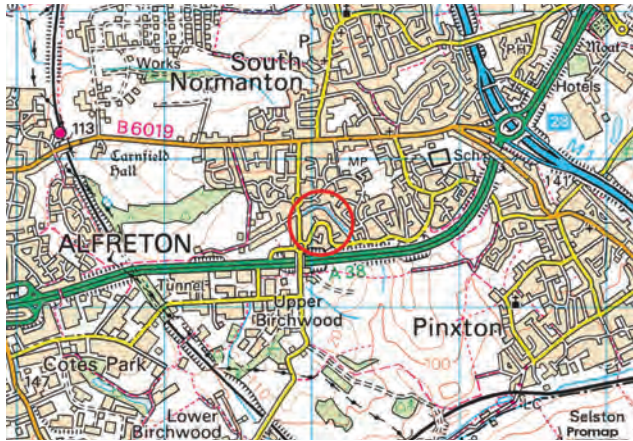 P
Works
South
Normanton
PH
Moat
Hotels
113
B6019
28
M1
Carnfield
Hall
MP
Sch
141
ALFRETON
A 38
Tunnel
Upper
Birchwood
Pinxton
Cotes Park
100
147
Lower
Birchwood
LC
Selston
Promap